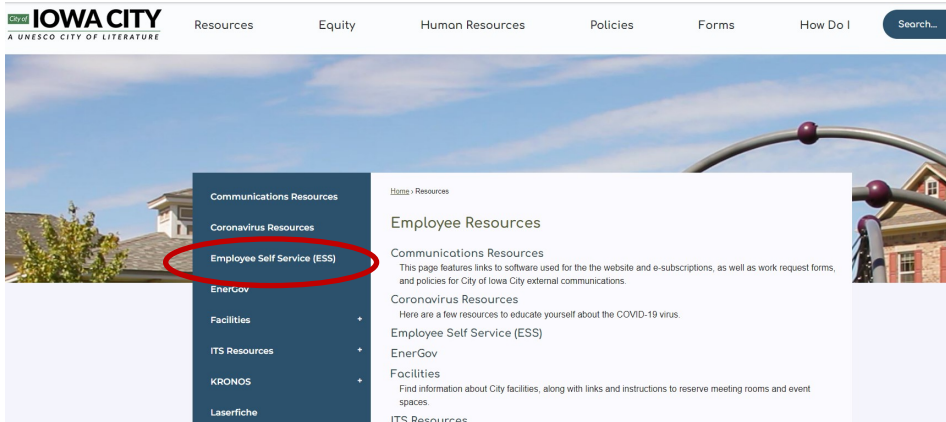 City of IOWA CITY
A UNESCO CITY OF LITERATURE
Resources Equity Human Resources Policies Forms How Do I Search...
Communications Resources
Coronavirus Resources
Employee Self Service (ESS)
EnerGov
Facilities +
ITS Resources +
KRONOS +
Laserfiche
Home › Resources
Employee Resources
Communications Resources
This page features links to software used for the the website and e-subscriptions, as well as work request forms,
and policies for City of Iowa City external communications.
Coronavirus Resources
Here are a few resources to educate yourself about the COVID-19 virus.
Employee Self Service (ESS)
EnerGov
Facilities
Find information about City facilities, along with links and instructions to reserve meeting rooms and event
spaces.
ITS Resources